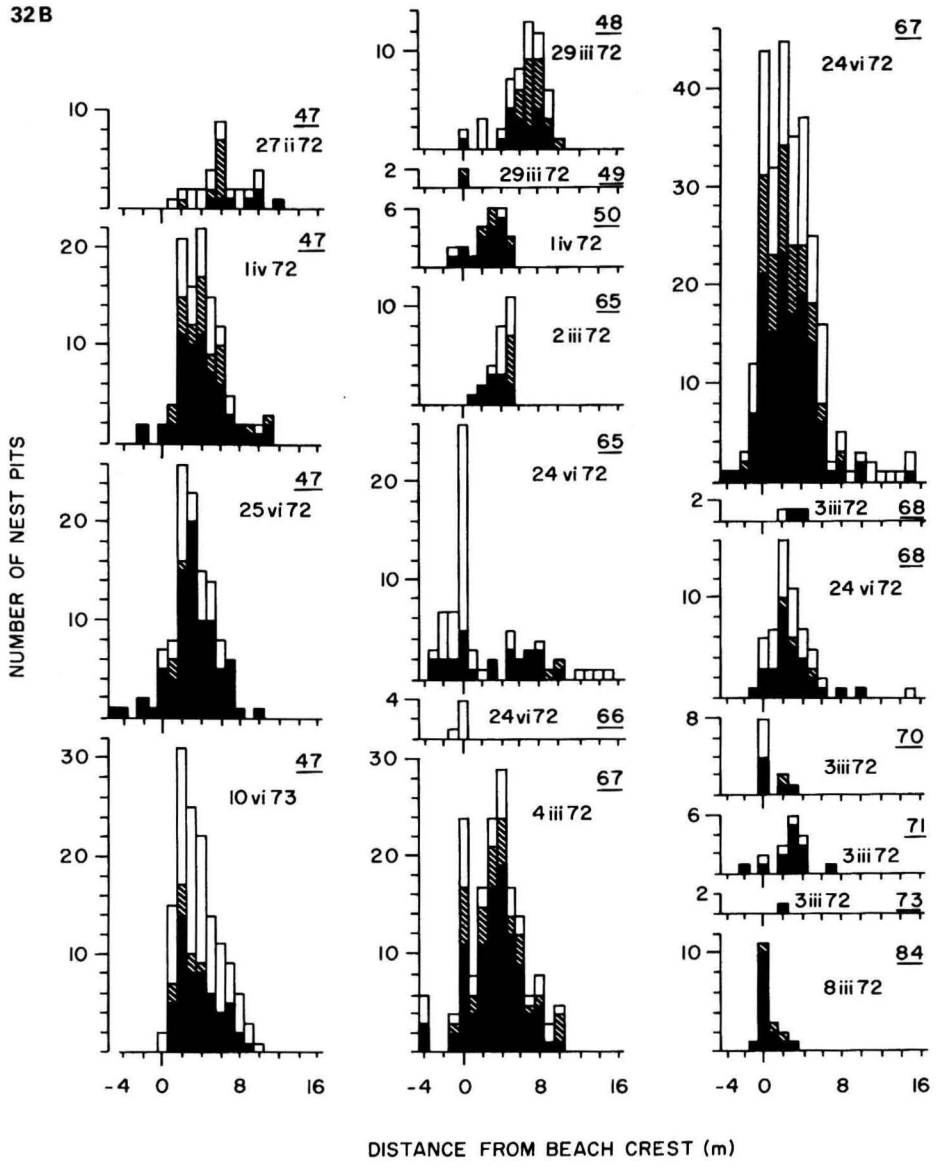 32B
NUMBER OF NEST PITS
10
47
27 ii 72
20
10
47
1 iv 72
20
10
47
25 vi 72
30
20
10
47
10 vi 73
-4 0 8 16
10
48
29 iii 72
2
29 iii 72 49
6
50
1 iv 72
10
65
2 iii 72
20
10
65
24 vi 72
4
24 vi 72 66
30
20
10
67
4 iii 72
-4 0 8 16
40
30
20
10
67
24 vi 72
2
3 iii 72 68
10
68
24 vi 72
8
70
3 iii 72
6
71
3 iii 72
2
3 iii 72 73
10
84
8 iii 72
-4 0 8 16
DISTANCE FROM BEACH CREST (m)